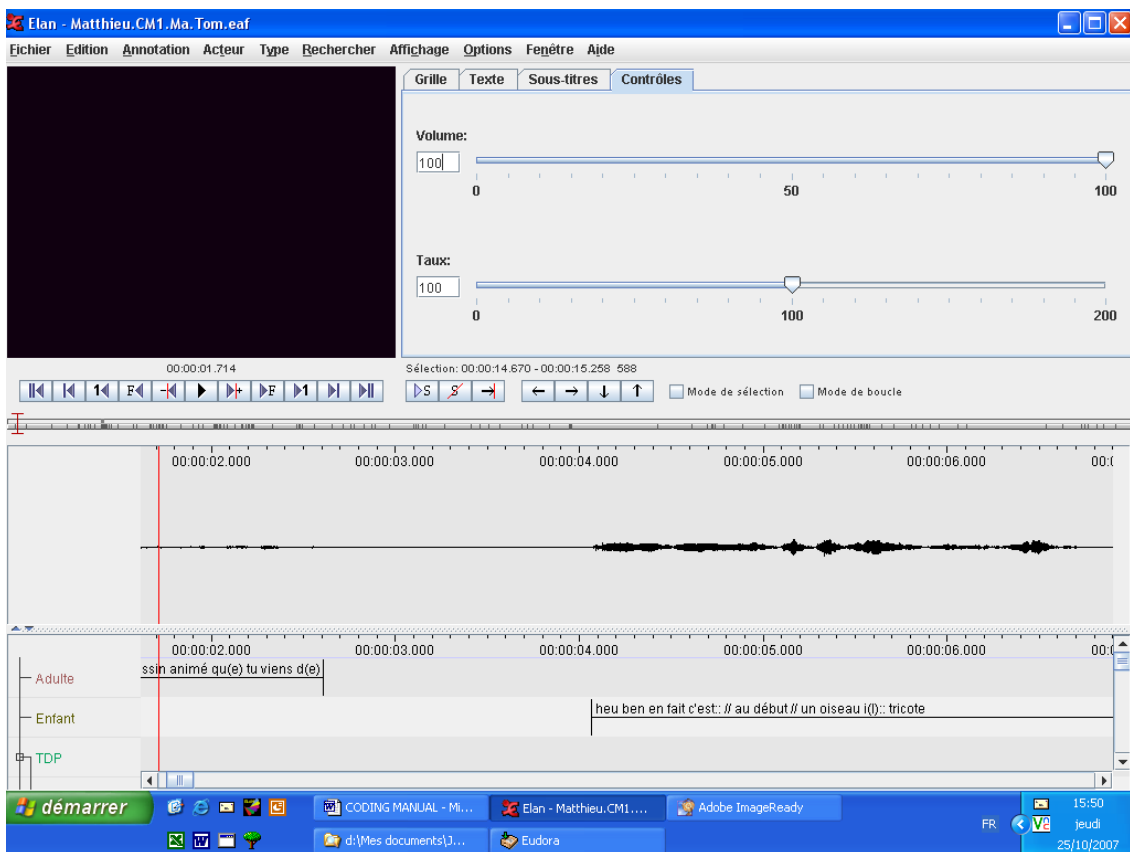 Elan - Matthieu.CM1.Ma.Tom.eaf
Fichier Edition Annotation Acteur Type Rechercher Affichage Options Fenêtre Aide
Grille Texte Sous-titres Contrôles
Volume:
100
0 50 100
Taux:
100
0 100 200
00:00:01.714
Sélection: 00:00:14.670 - 00:00:15.258 588
1 F + F 1 S S Mode de sélection Mode de boucle
00:00:02.000 00:00:03.000 00:00:04.000 00:00:05.000 00:00:06.000 00:(
00:00:02.000 00:00:03.000 00:00:04.000 00:00:05.000 00:00:06.000 00:(
Adulte ssin animé qu(e) tu viens d(e)
Enfant heu ben en fait c'est:: // au début // un oiseau i(l):: tricote
TDP
démarrer CODING MANUAL - Mi... Elan - Matthieu.CM1.... Adobe ImageReady 15:50
FR jeudi
d:\Mes documents\J... Eudora 25/10/2007